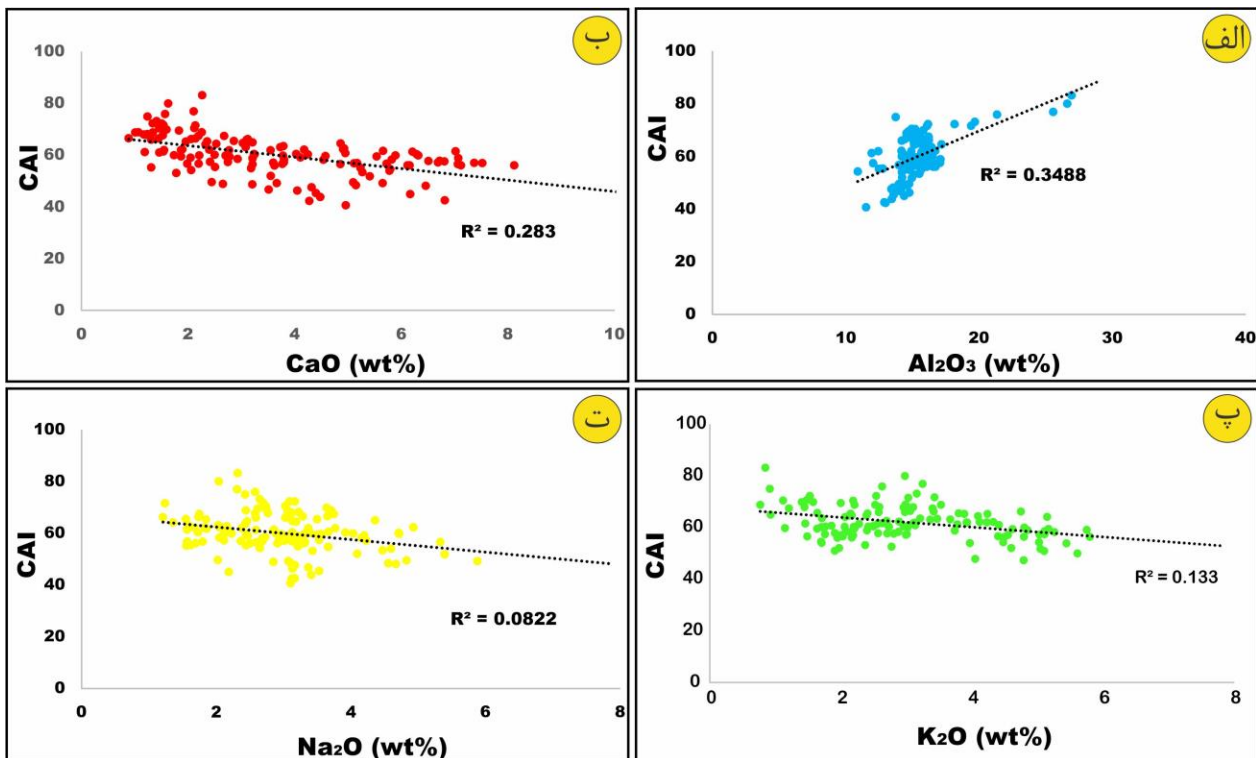 الف
100
80
60
40
20
0
CAI
R² = 0.3488
0 10 20 30 40
Al₂O₃ (wt%)
ب
100
80
60
40
20
0
CAI
R² = 0.283
0 2 4 6 8 10
CaO (wt%)
پ
100
80
60
40
20
0
CAI
R² = 0.133
0 2 4 6 8
K₂O (wt%)
ت
100
80
60
40
20
0
CAI
R² = 0.0822
0 2 4 6 8
Na₂O (wt%)